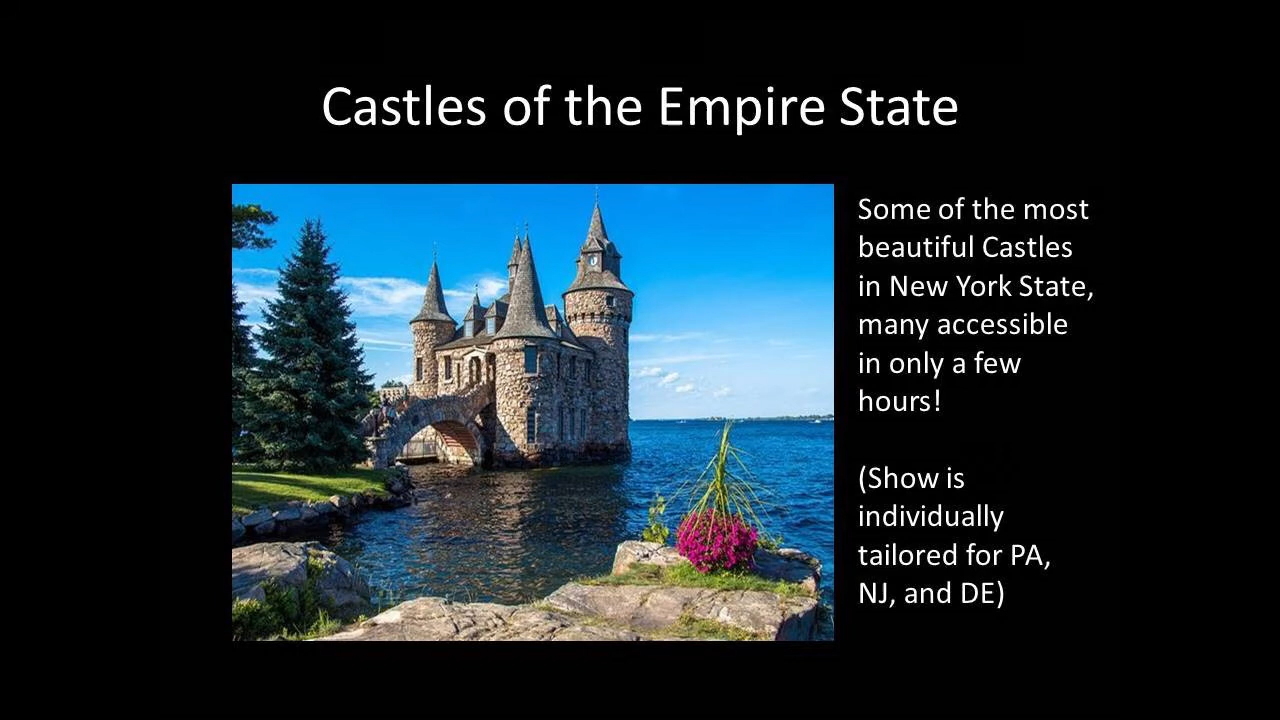 Castles of the Empire State
Some of the most
beautiful Castles
in New York State,
many accessible
in only a few
hours!
(Show is
individually
tailored for PA,
NJ, and DE)